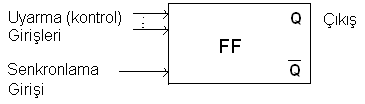 Uyarma (kontrol)
Girişleri
Q
Çıkış
FF
Senkronlama
Girişi
Q̅